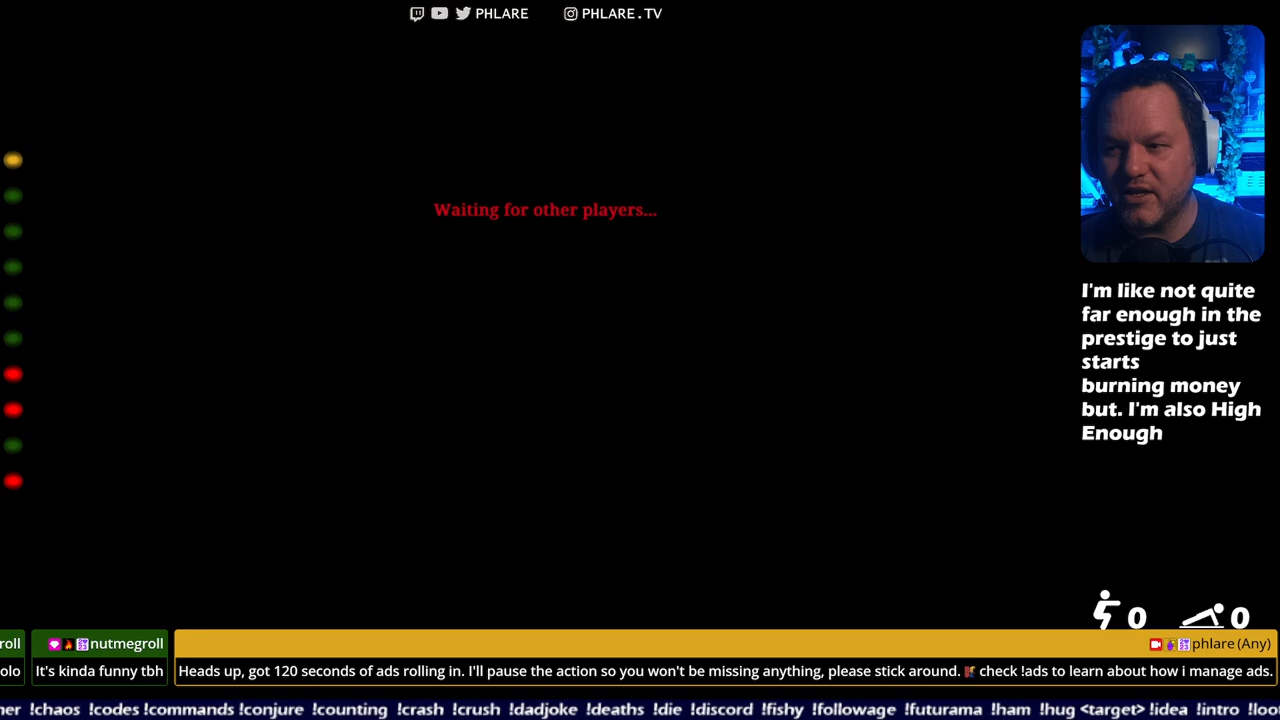 PHLARE PHLARE.TV
Waiting for other players...
I'm like not quite
far enough in the
prestige to just
starts
burning money
but. I'm also High
Enough
0 0
roll nutmegroll phlare (Any)
olo It's kinda funny tbh Heads up, got 120 seconds of ads rolling in. I'll pause the action so you won't be missing anything, please stick around. check !ads to learn about how i manage ads.
ner !chaos !codes !commands !conjure !counting !crash !crush !dadjoke !deaths !die !discord !fishy !followage !futurama !ham !hug <target> !idea !intro !loo